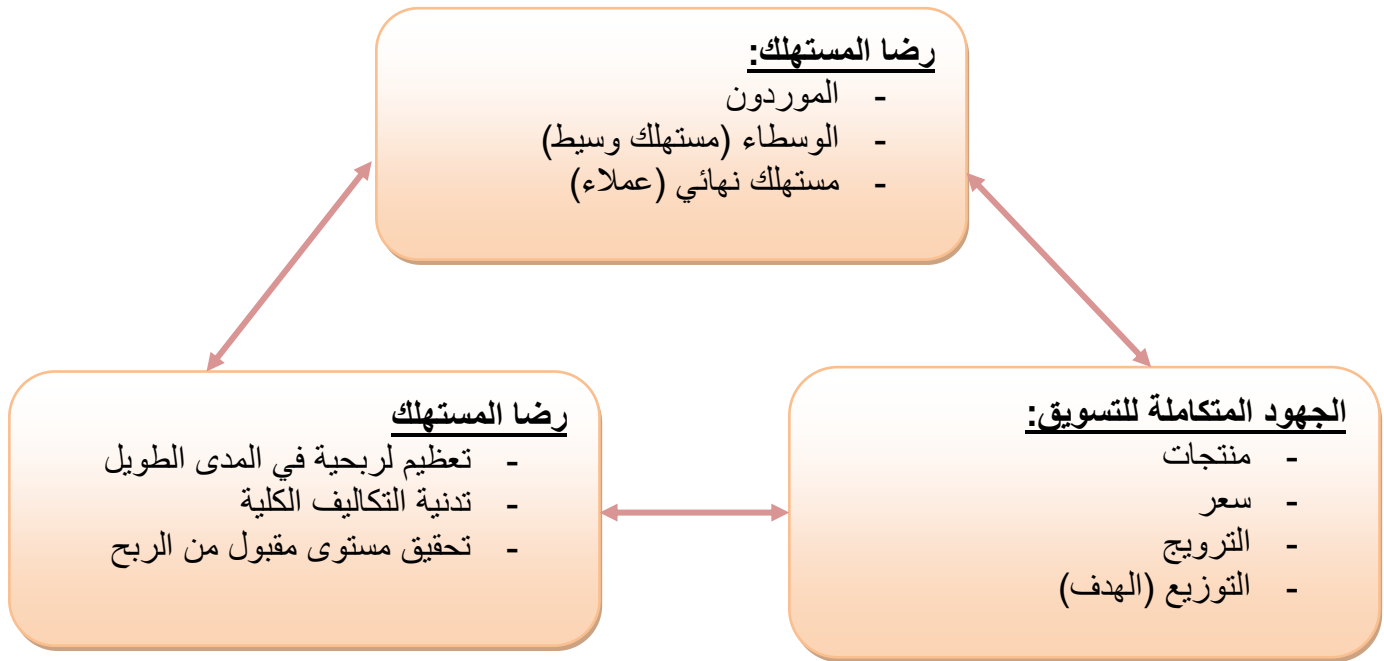 رضا المستهلك:
- الموردون
- الوسطاء (مستهلك وسيط)
- مستهلك نهائي (عملاء)
الجهود المتكاملة للتسويق:
- منتجات
- سعر
- الترويج
- التوزيع (الهدف)
رضا المستهلك
- تعظيم لربحية في المدى الطويل
- تدنية التكاليف الكلية
- تحقيق مستوى مقبول من الربح